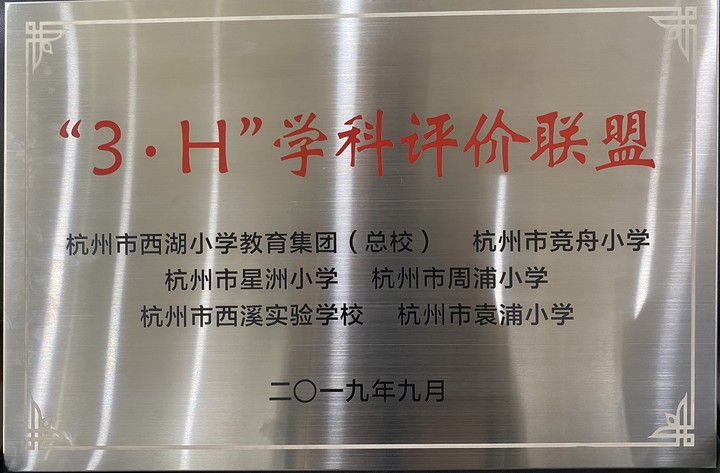 “3·H”学科评价联盟
杭州市西湖小学教育集团（总校） 杭州市竞舟小学
杭州市星洲小学 杭州市周浦小学
杭州市西溪实验学校 杭州市袁浦小学
二〇一九年九月